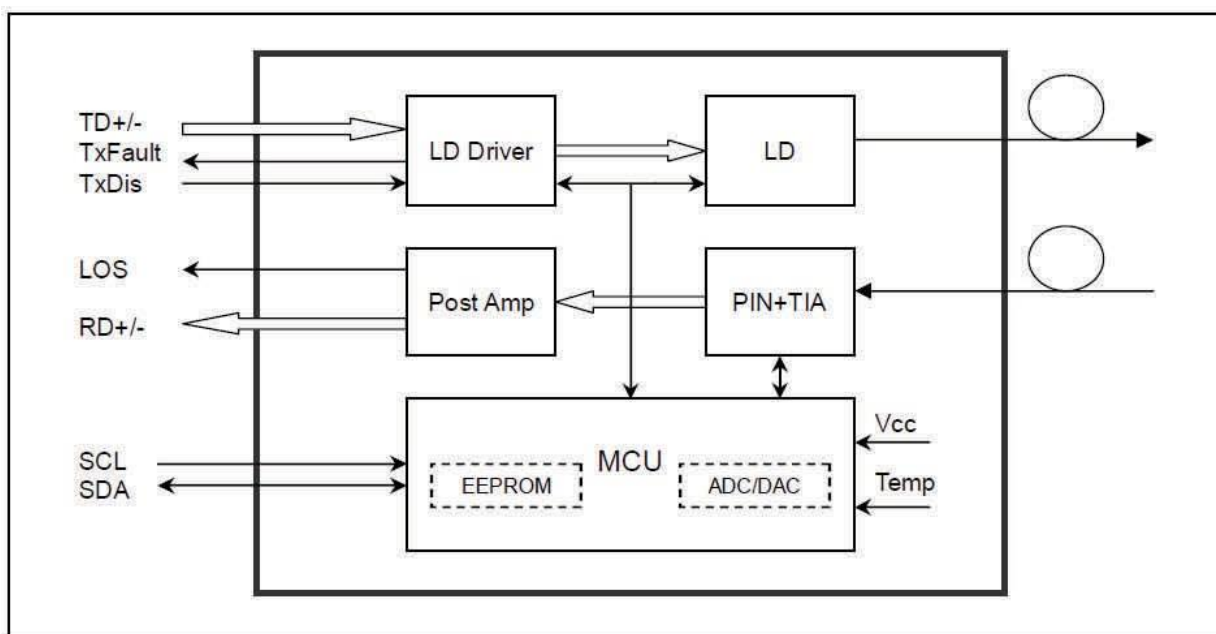 TD+/-
TxFault
TxDis
LD Driver
LD
LOS
RD+/-
Post Amp
PIN+TIA
SCL
SDA
MCU
EEPROM
ADC/DAC
Vcc
Temp